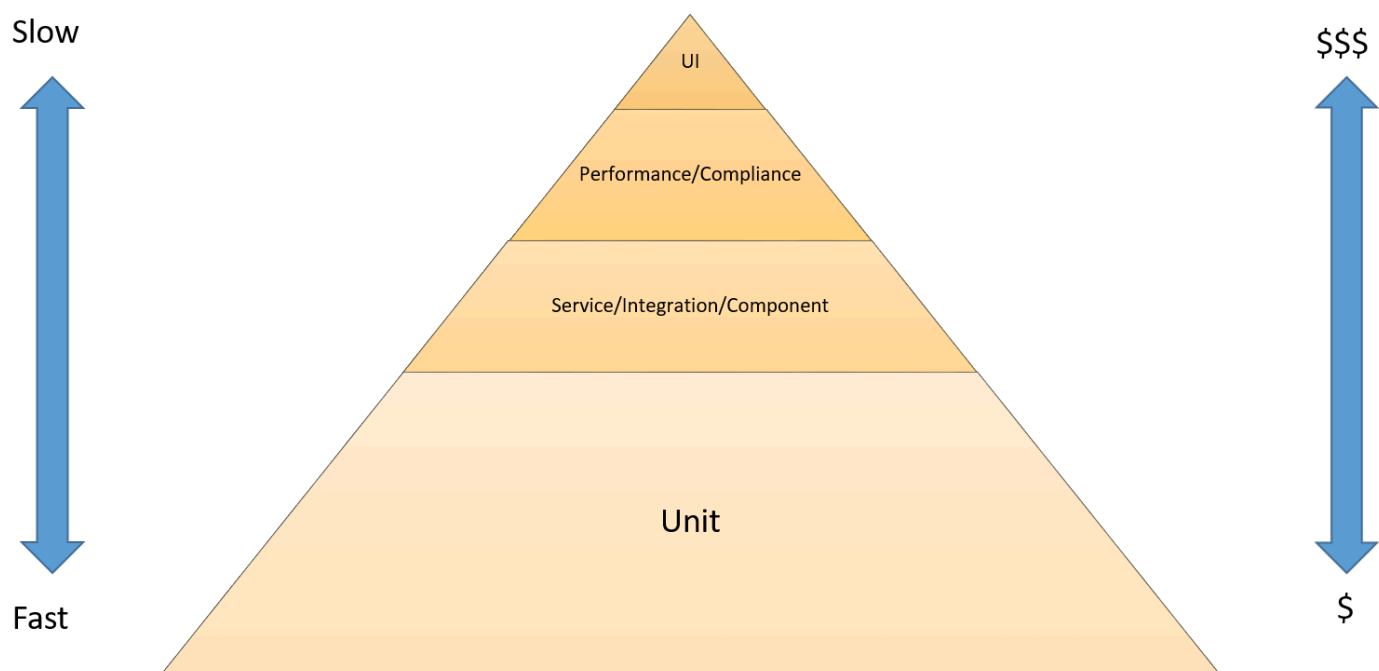 Slow
$$$
UI
Performance/Compliance
Service/Integration/Component
Unit
Fast
$